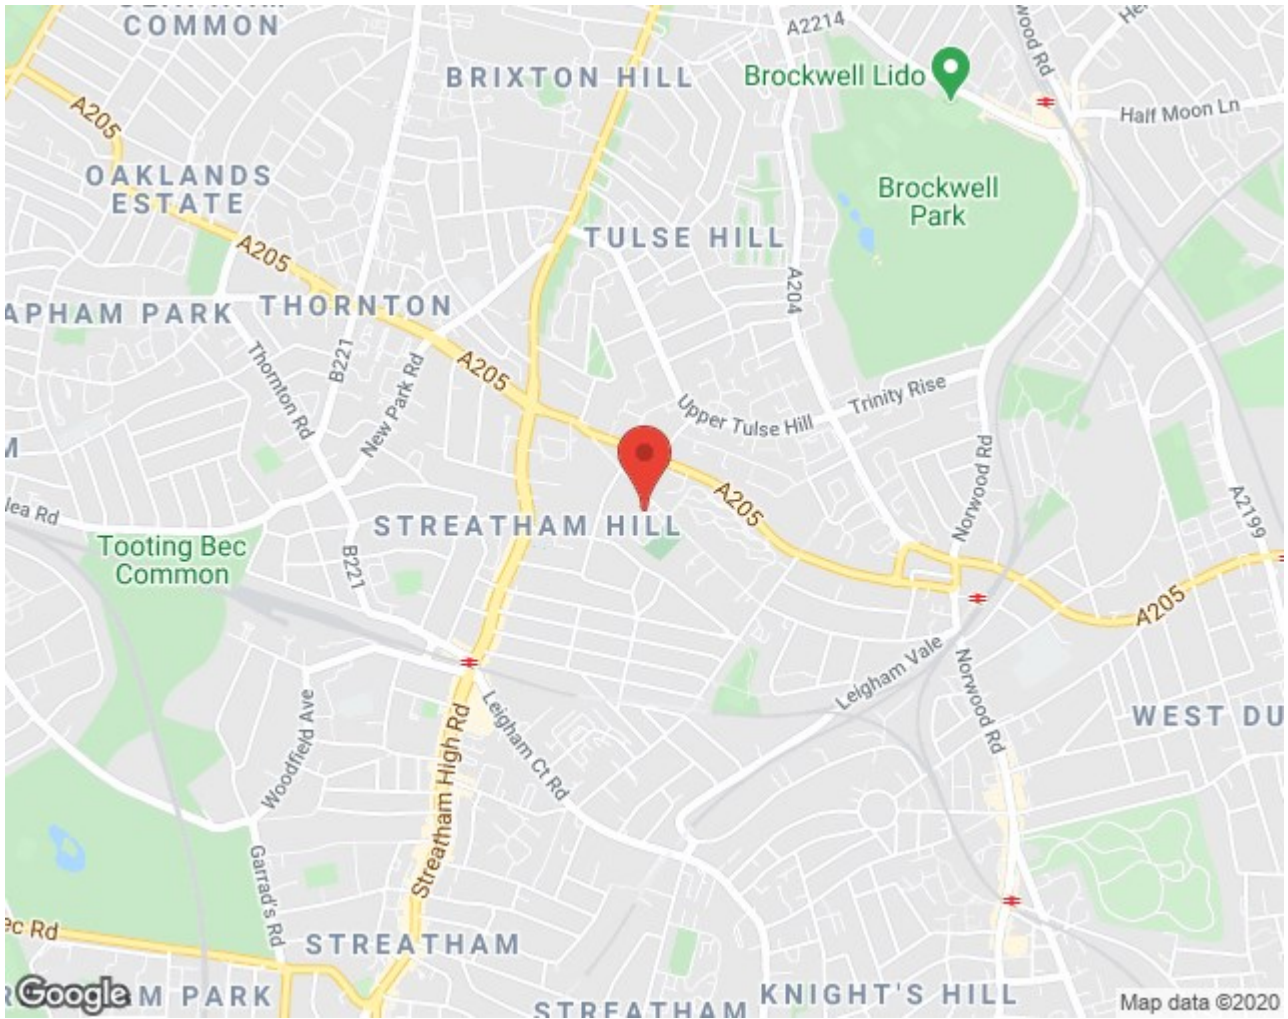 COMMON
A2214
Norwood Rd
BRIXTON HILL
Brockwell Lido
A205
Half Moon Ln
OAKLANDS
ESTATE
Brockwell
Park
TULSE HILL
A205
A204
APHAM PARK
THORNTON
B221
A205
Thornton Rd
New Park Rd
Trinity Rise
Upper Tulse Hill
Norwood Rd
A205
A2199
STREATHAM HILL
Tooting Bec
Common
B221
A205
Leigham Vale
Norwood Rd
Woodfield Ave
Leigham Ct Rd
WEST DU
Streatham High Rd
Garrad's Rd
ec Rd
STREATHAM
Google
M PARK
STREATHAM
KNIGHT'S HILL
Map data ©2020